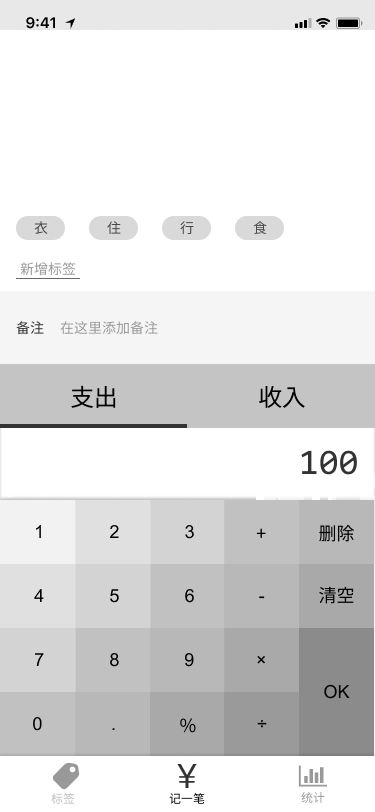 9:41
衣 住 行 食
新增标签
备注 在这里添加备注
支出 收入
100
1 2 3 + 删除
4 5 6 - 清空
7 8 9 ×
OK
0 . % ÷
¥
标签 记一笔 统计